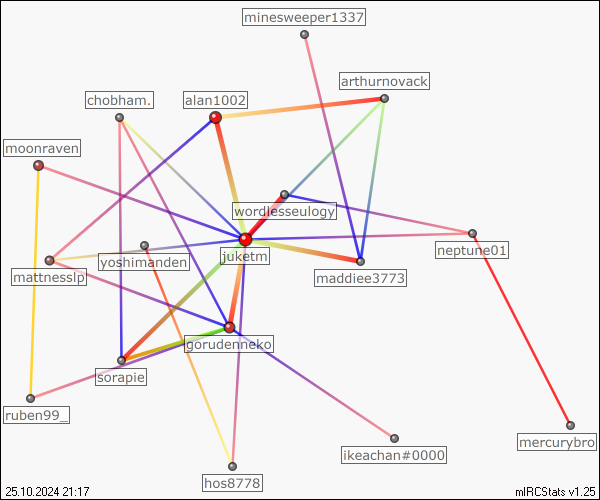 minesweeper1337
arthurnovack
chobham.
alan1002
moonraven
wordlesseulogy
neptune01
juketm
yoshimanden
mattnesslp
maddiee3773
gorudenneko
sorapie
ruben99_
mercurybro
ikeachan#0000
hos8778
25.10.2024 21:17
mIRCStats v1.25